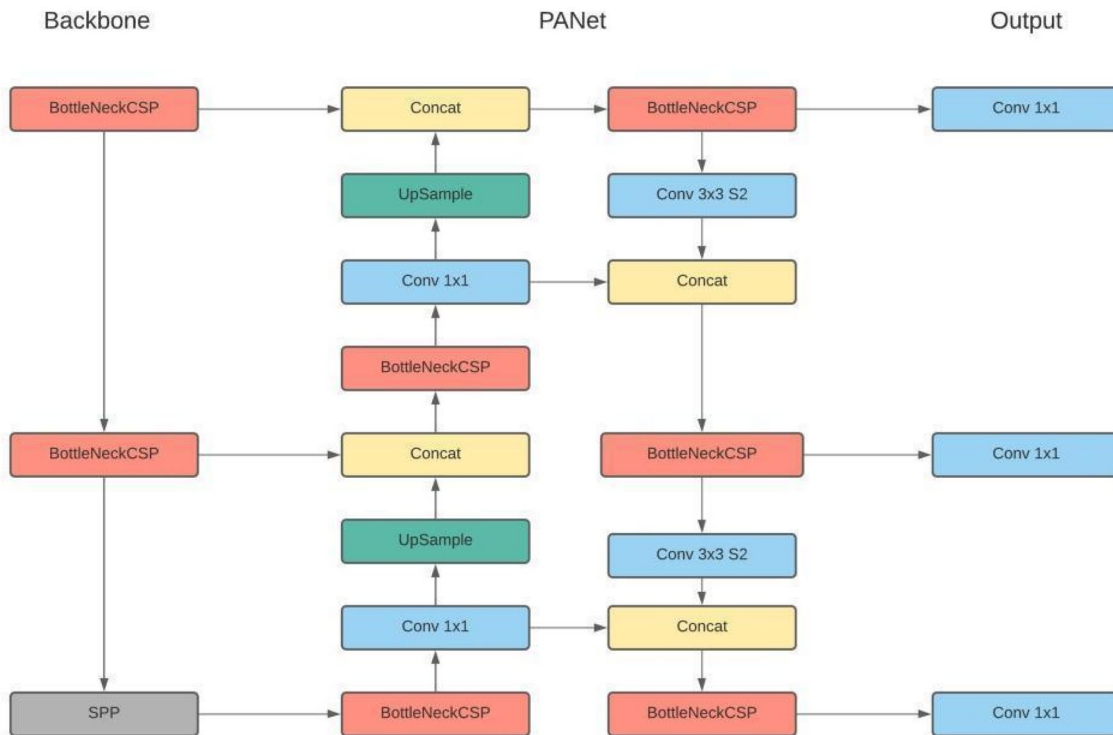 Backbone
PANet
Output
BottleNeckCSP
Concat
BottleNeckCSP
Conv 1x1
UpSample
Conv 3x3 S2
Conv 1x1
Concat
BottleNeckCSP
BottleNeckCSP
Concat
BottleNeckCSP
Conv 1x1
UpSample
Conv 3x3 S2
Conv 1x1
Concat
SPP
BottleNeckCSP
BottleNeckCSP
Conv 1x1